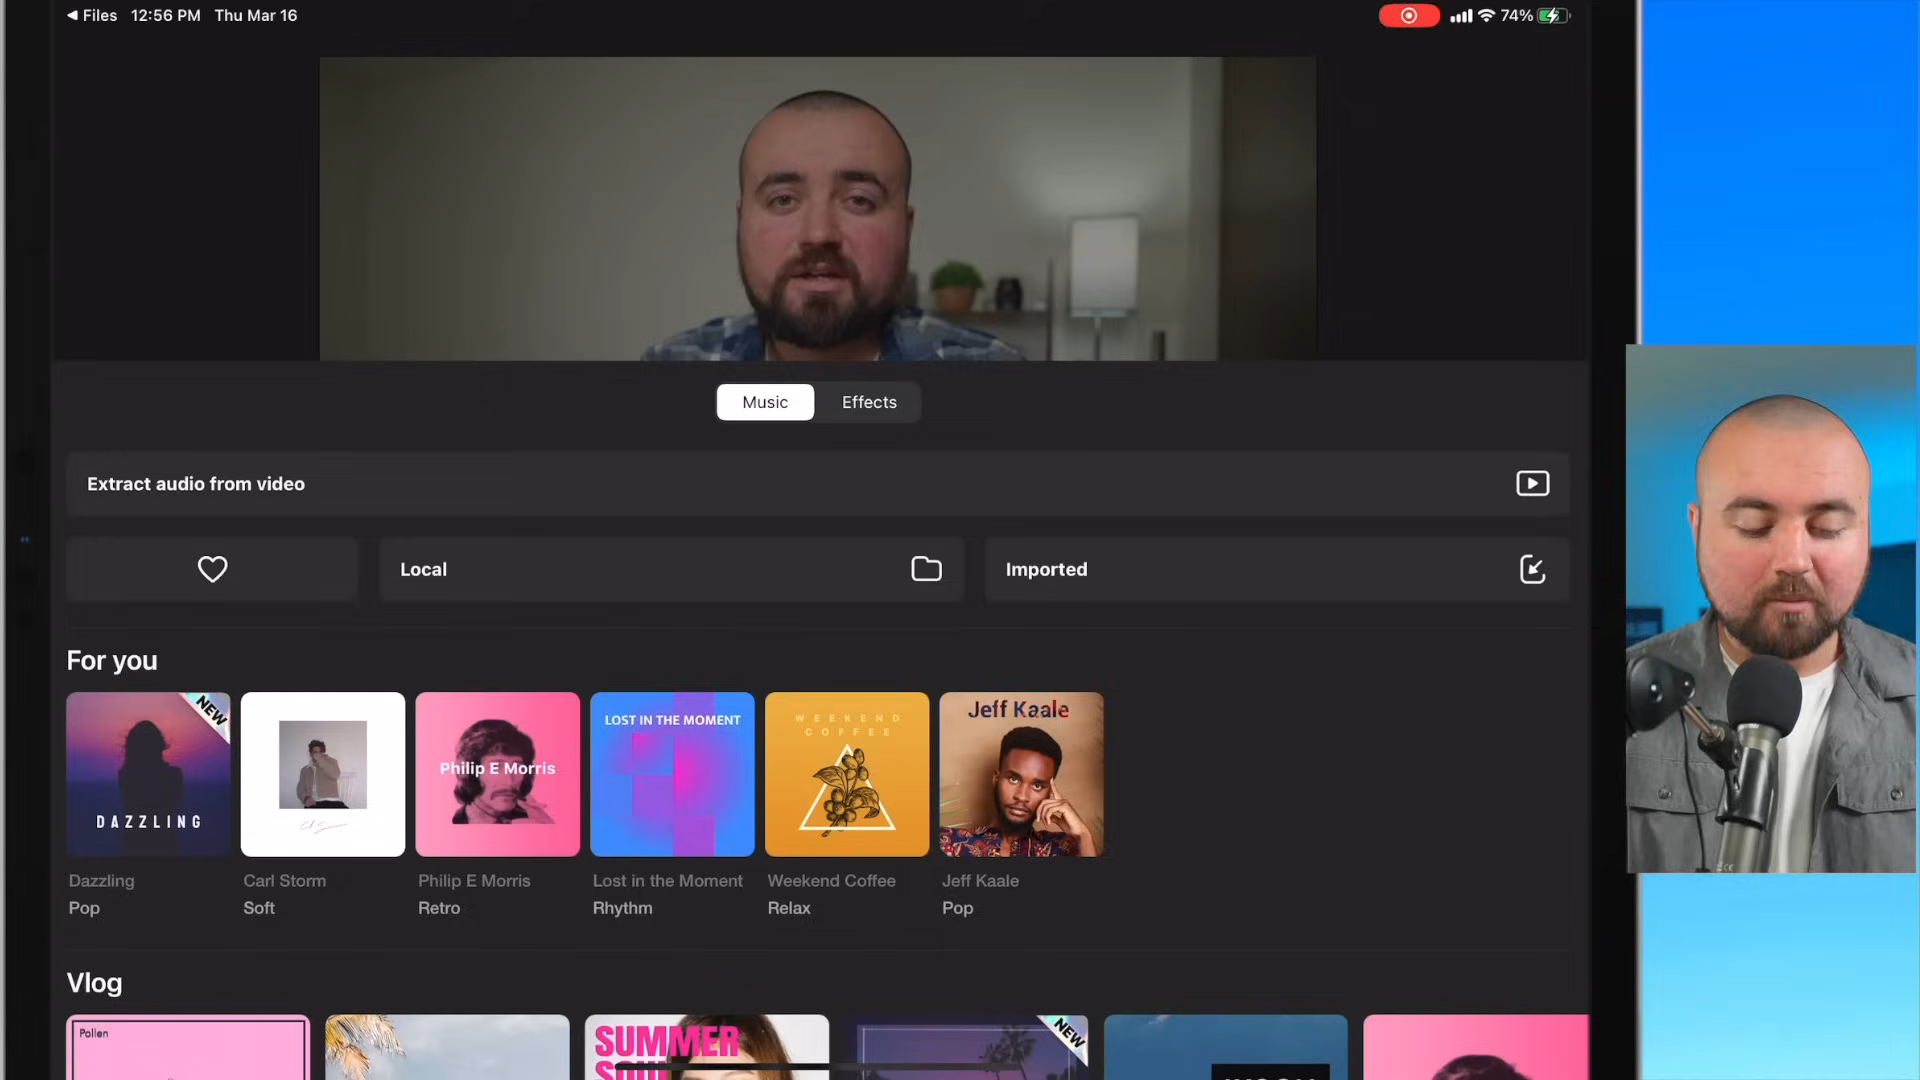 ◀ Files 12:56 PM Thu Mar 16
74%
Music Effects
Extract audio from video
Local Imported
For you
NEW
DAZZLING
Philip E Morris
LOST IN THE MOMENT
WEEKEND
COFFEE
Jeff Kaale
Dazzling Carl Storm Philip E Morris Lost in the Moment Weekend Coffee Jeff Kaale
Pop Soft Retro Rhythm Relax Pop
Vlog
Pollen
SUMMER
NEW